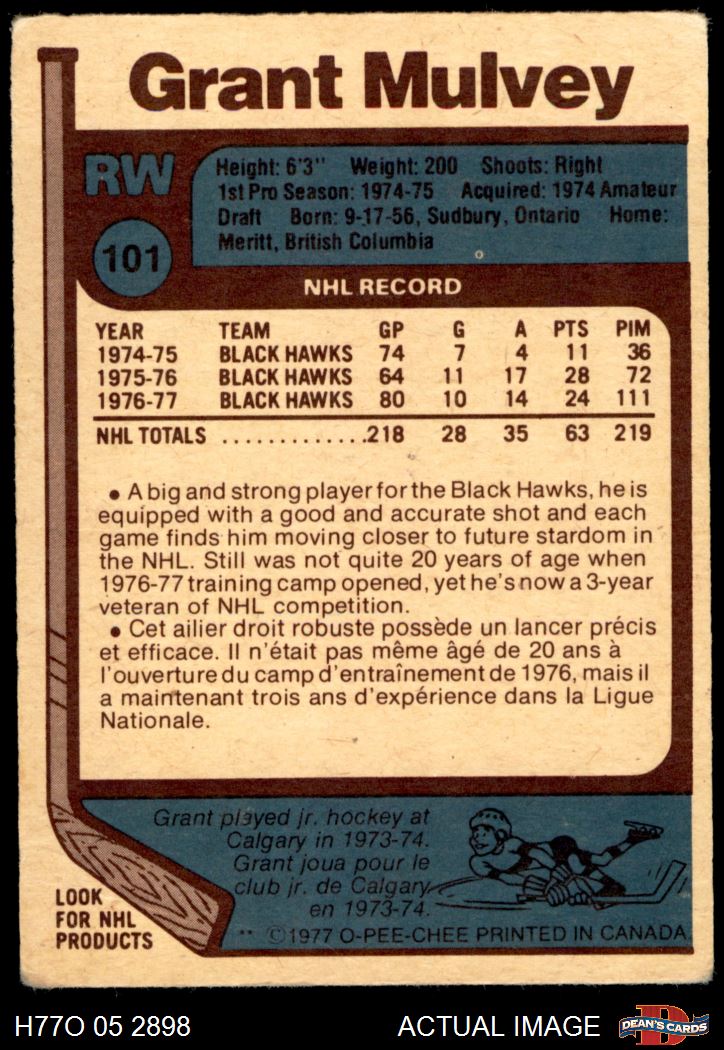 Grant Mulvey
RW
Height: 6'3" Weight: 200 Shoots: Right
1st Pro Season: 1974-75 Acquired: 1974 Amateur
Draft Born: 9-17-56, Sudbury, Ontario Home:
Meritt, British Columbia
101
NHL RECORD
YEAR TEAM GP G A PTS PIM
1974-75 BLACK HAWKS 74 7 4 11 36
1975-76 BLACK HAWKS 64 11 17 28 72
1976-77 BLACK HAWKS 80 10 14 24 111
NHL TOTALS .............218 28 35 63 219
• A big and strong player for the Black Hawks, he is
equipped with a good and accurate shot and each
game finds him moving closer to future stardom in
the NHL. Still was not quite 20 years of age when
1976-77 training camp opened, yet he's now a 3-year
veteran of NHL competition.
• Cet ailier droit robuste possède un lancer précis
et efficace. Il n'était pas même âgé de 20 ans à
l'ouverture du camp d'entraînement de 1976, mais il
a maintenant trois ans d'expérience dans la Ligue
Nationale.
Grant played jr. hockey at
Calgary in 1973-74.
Grant joua pour le
club jr. de Calgary
en 1973-74.
LOOK
FOR NHL
PRODUCTS
** ©1977 O-PEE-CHEE PRINTED IN CANADA
H77O 05 2898 ACTUAL IMAGE
D
DEAN'S CARDS